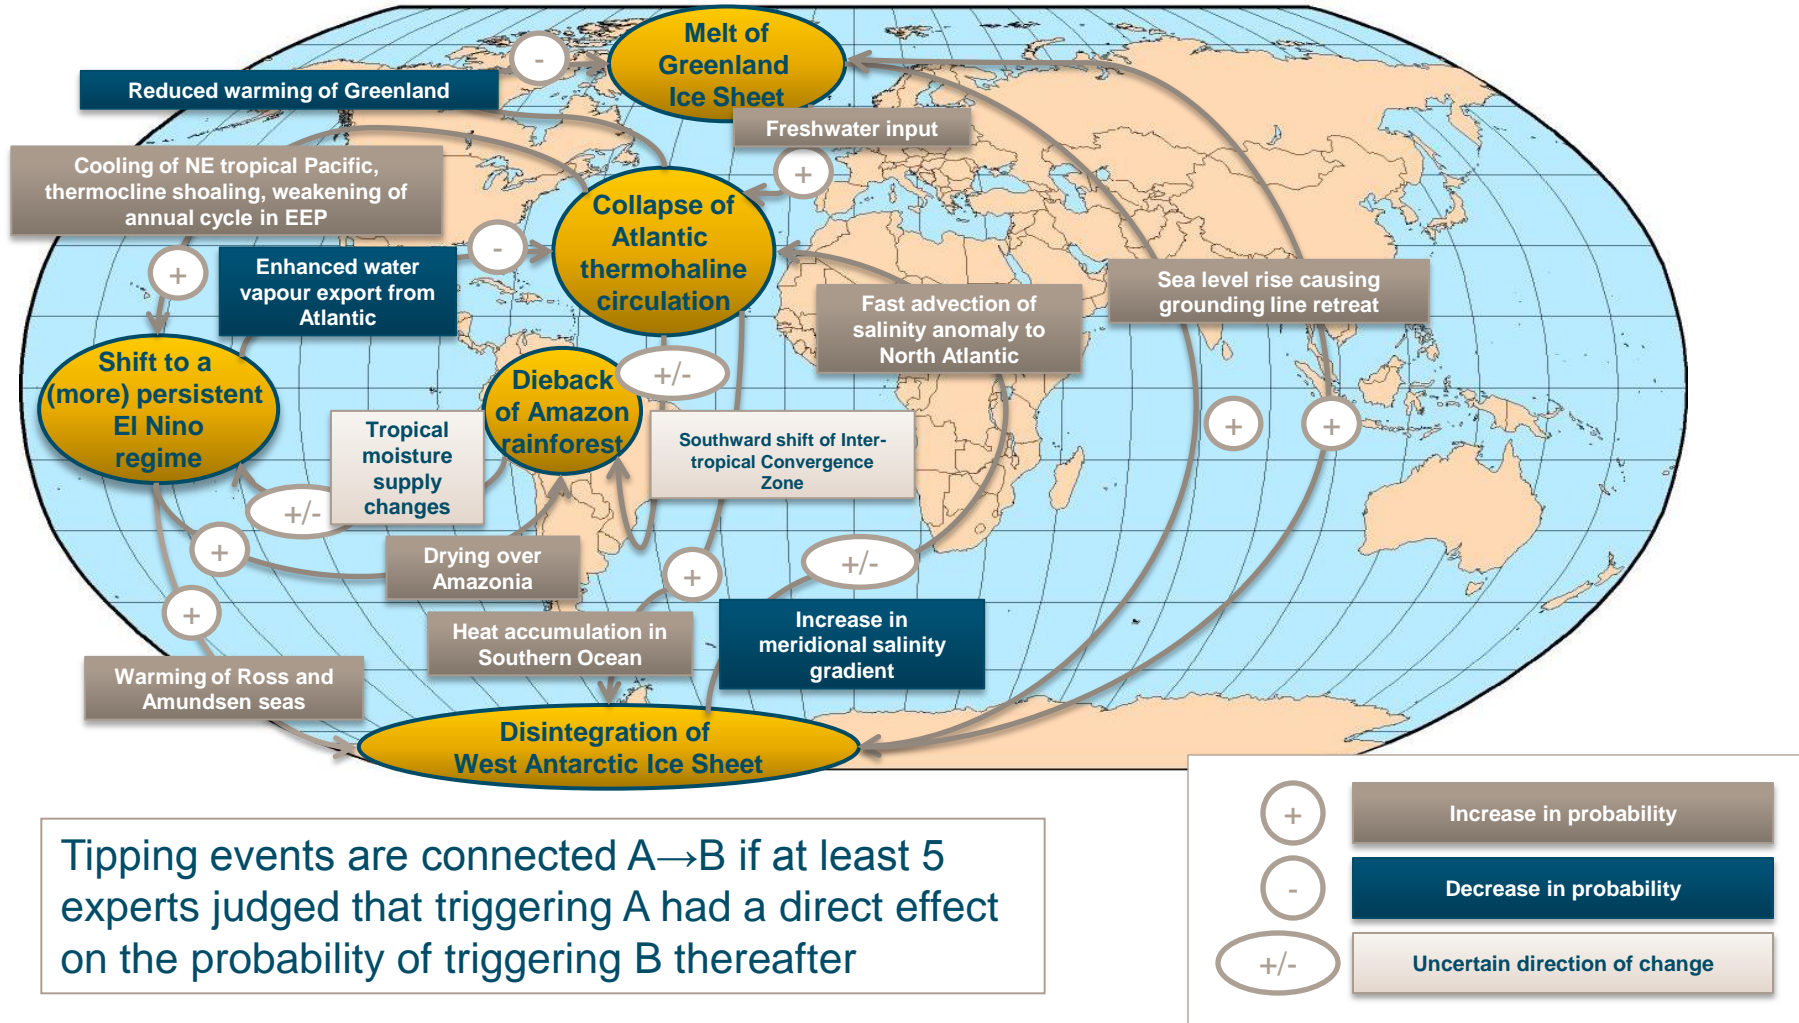 Melt of
Greenland
Ice Sheet
-
Reduced warming of Greenland
Freshwater input
+
Cooling of NE tropical Pacific,
thermocline shoaling, weakening of
annual cycle in EEP
+
Collapse of
Atlantic
thermohaline
circulation
-
Enhanced water
vapour export from
Atlantic
Sea level rise causing
grounding line retreat
Fast advection of
salinity anomaly to
North Atlantic
Shift to a
(more) persistent
El Nino
regime
Dieback
of Amazon
rainforest
+/-
Tropical
moisture
supply
changes
Southward shift of Inter-
tropical Convergence
Zone
+
+
+/-
+
Drying over
Amazonia
+
+/-
+
Heat accumulation in
Southern Ocean
Increase in
meridional salinity
gradient
Warming of Ross and
Amundsen seas
Disintegration of
West Antarctic Ice Sheet
+
Increase in probability
-
Decrease in probability
+/-
Uncertain direction of change
Tipping events are connected A→B if at least 5
experts judged that triggering A had a direct effect
on the probability of triggering B thereafter